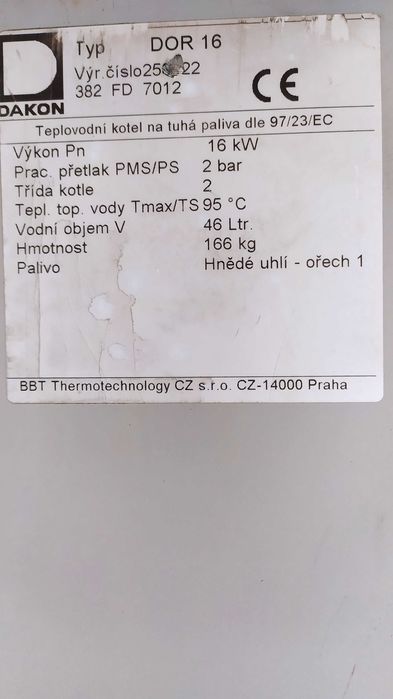 DAKON
Typ DOR 16
Výr.číslo
382 FD 7012
CE
Teplovodní kotel na tuhá paliva dle 97/23/EC
Výkon Pn 16 kW
Prac. přetlak PMS/PS 2 bar
Třída kotle 2
Tepl. top. vody Tmax/TS 95 °C
Vodní objem V 46 Ltr.
Hmotnost 166 kg
Palivo Hnědé uhlí - ořech 1
BBT Thermotechnology CZ s.r.o. CZ-14000 Praha